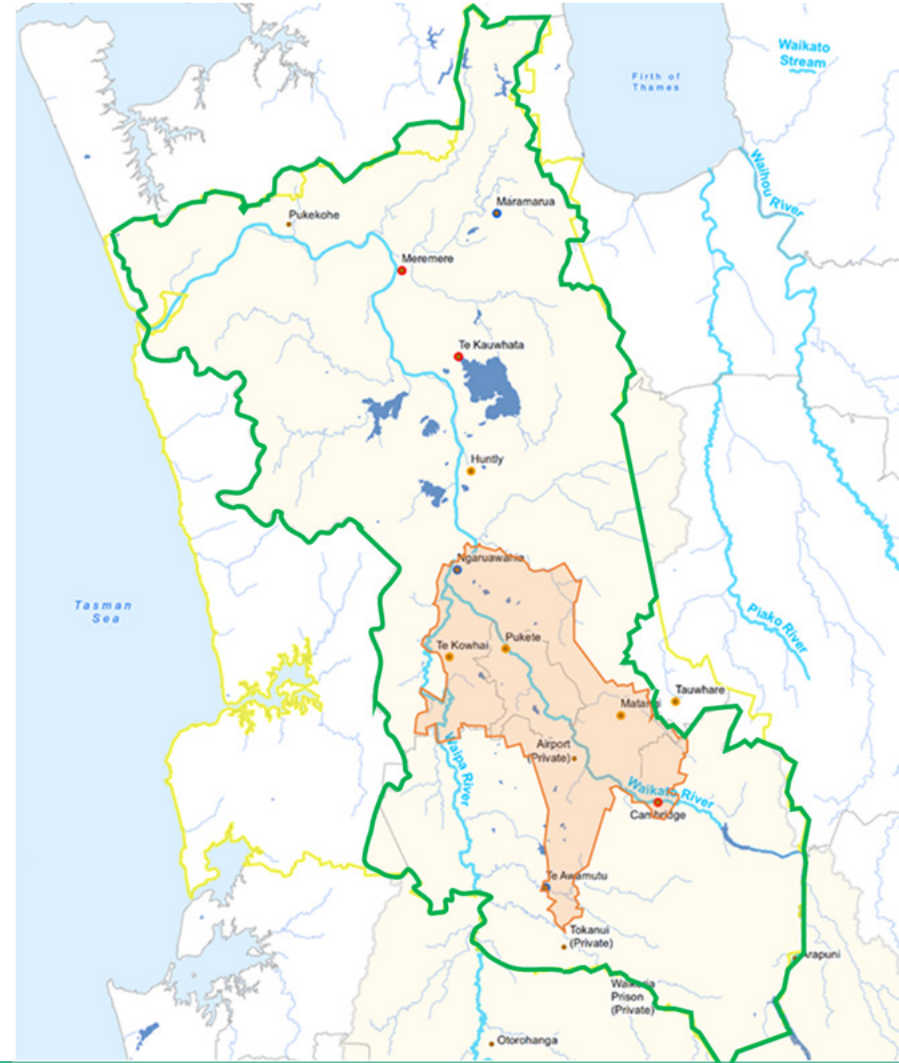 Waikato
Stream
Firth of
Thames
Waihou River
Maramarua
Pukekohe
Meremere
Te Kauwhata
Huntly
Ngaruawahia
Tasman
Sea
Piako River
Pukete
Te Kowhai
Tauwhare
Matangi
Airport
(Private)
Waipa River
Waikato River
Cambridge
Te Awamutu
Tokanui
(Private)
Arapuni
Waikeria
Prison
(Private)
Otorohanga